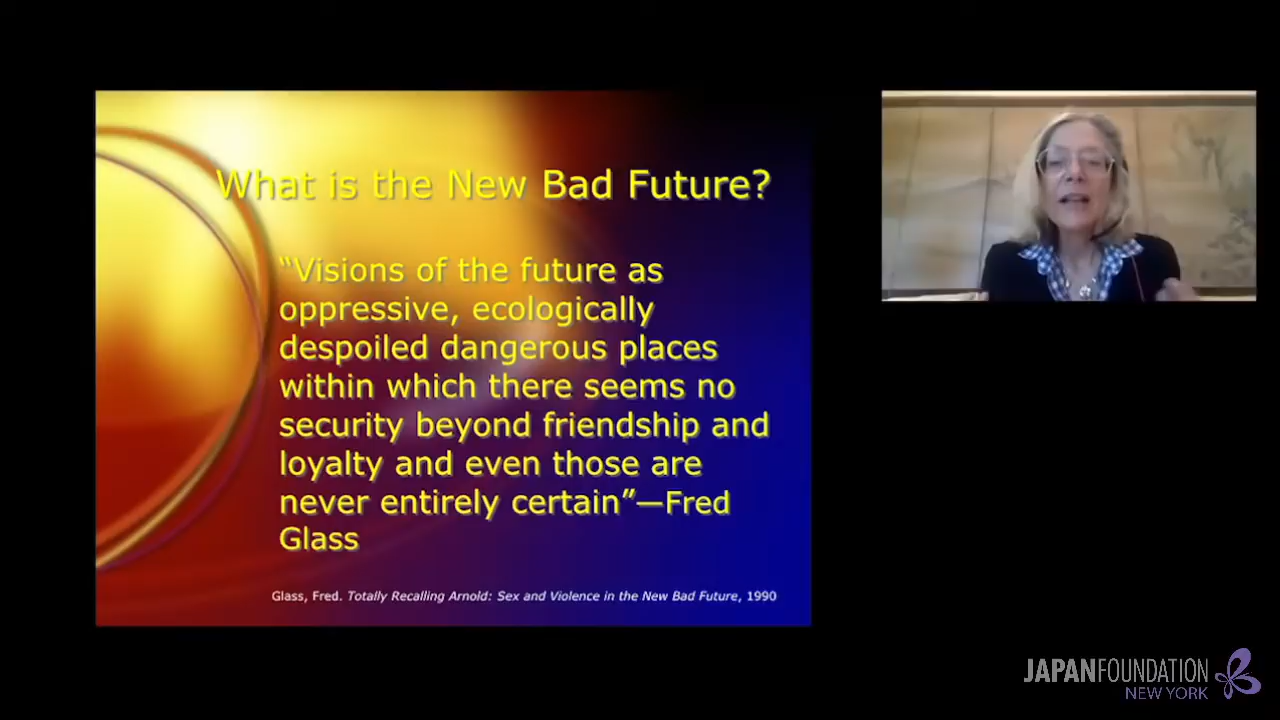 What is the New Bad Future?
“Visions of the future as
oppressive, ecologically
despoiled dangerous places
within which there seems no
security beyond friendship and
loyalty and even those are
never entirely certain”—Fred
Glass
Glass, Fred. Totally Recalling Arnold: Sex and Violence in the New Bad Future, 1990
JAPANFOUNDATION
NEW YORK